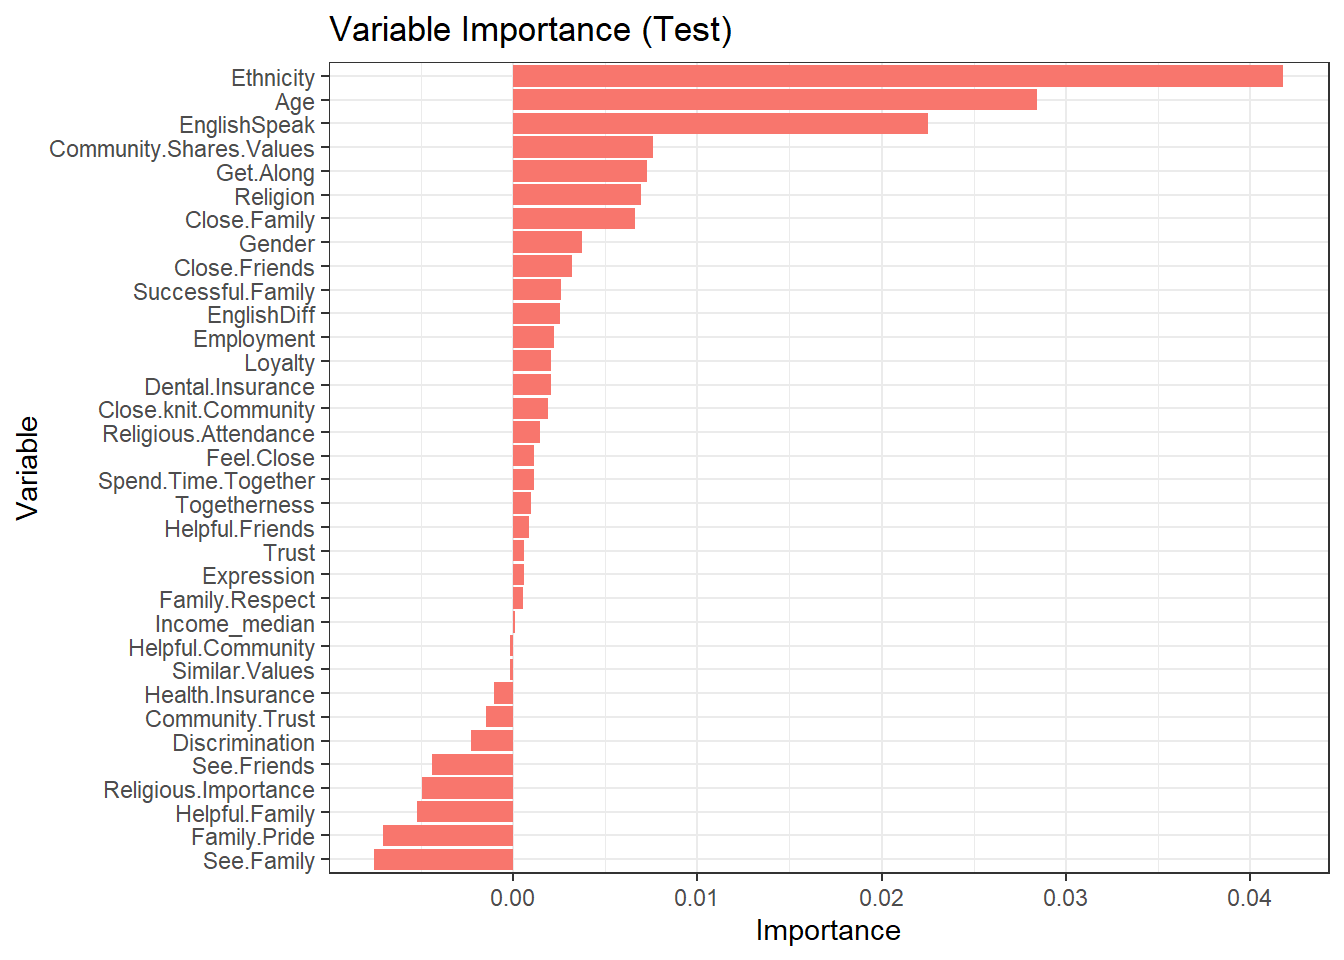 Variable Importance (Test)
Ethnicity
Age
EnglishSpeak
Community.Shares.Values
Get.Along
Religion
Close.Family
Gender
Close.Friends
Successful.Family
EnglishDiff
Employment
Loyalty
Dental.Insurance
Close.knit.Community
Religious.Attendance
Feel.Close
Spend.Time.Together
Togetherness
Helpful.Friends
Trust
Expression
Family.Respect
Income_median
Helpful.Community
Similar.Values
Health.Insurance
Community.Trust
Discrimination
See.Friends
Religious.Importance
Helpful.Family
Family.Pride
See.Family
Variable
0.00 0.01 0.02 0.03 0.04
Importance